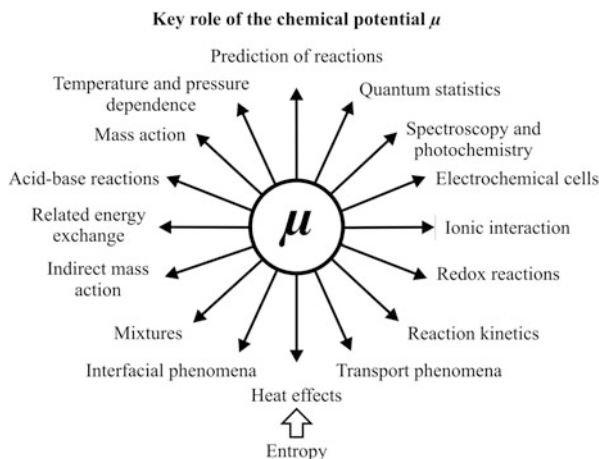 Key role of the chemical potential μ
Prediction of reactions
Temperature and pressure
dependence
Quantum statistics
Mass action
Spectroscopy and
photochemistry
Acid-base reactions
Electrochemical cells
Related energy
exchange
μ
Ionic interaction
Indirect mass
action
Redox reactions
Mixtures
Reaction kinetics
Interfacial phenomena
Transport phenomena
Heat effects
Entropy